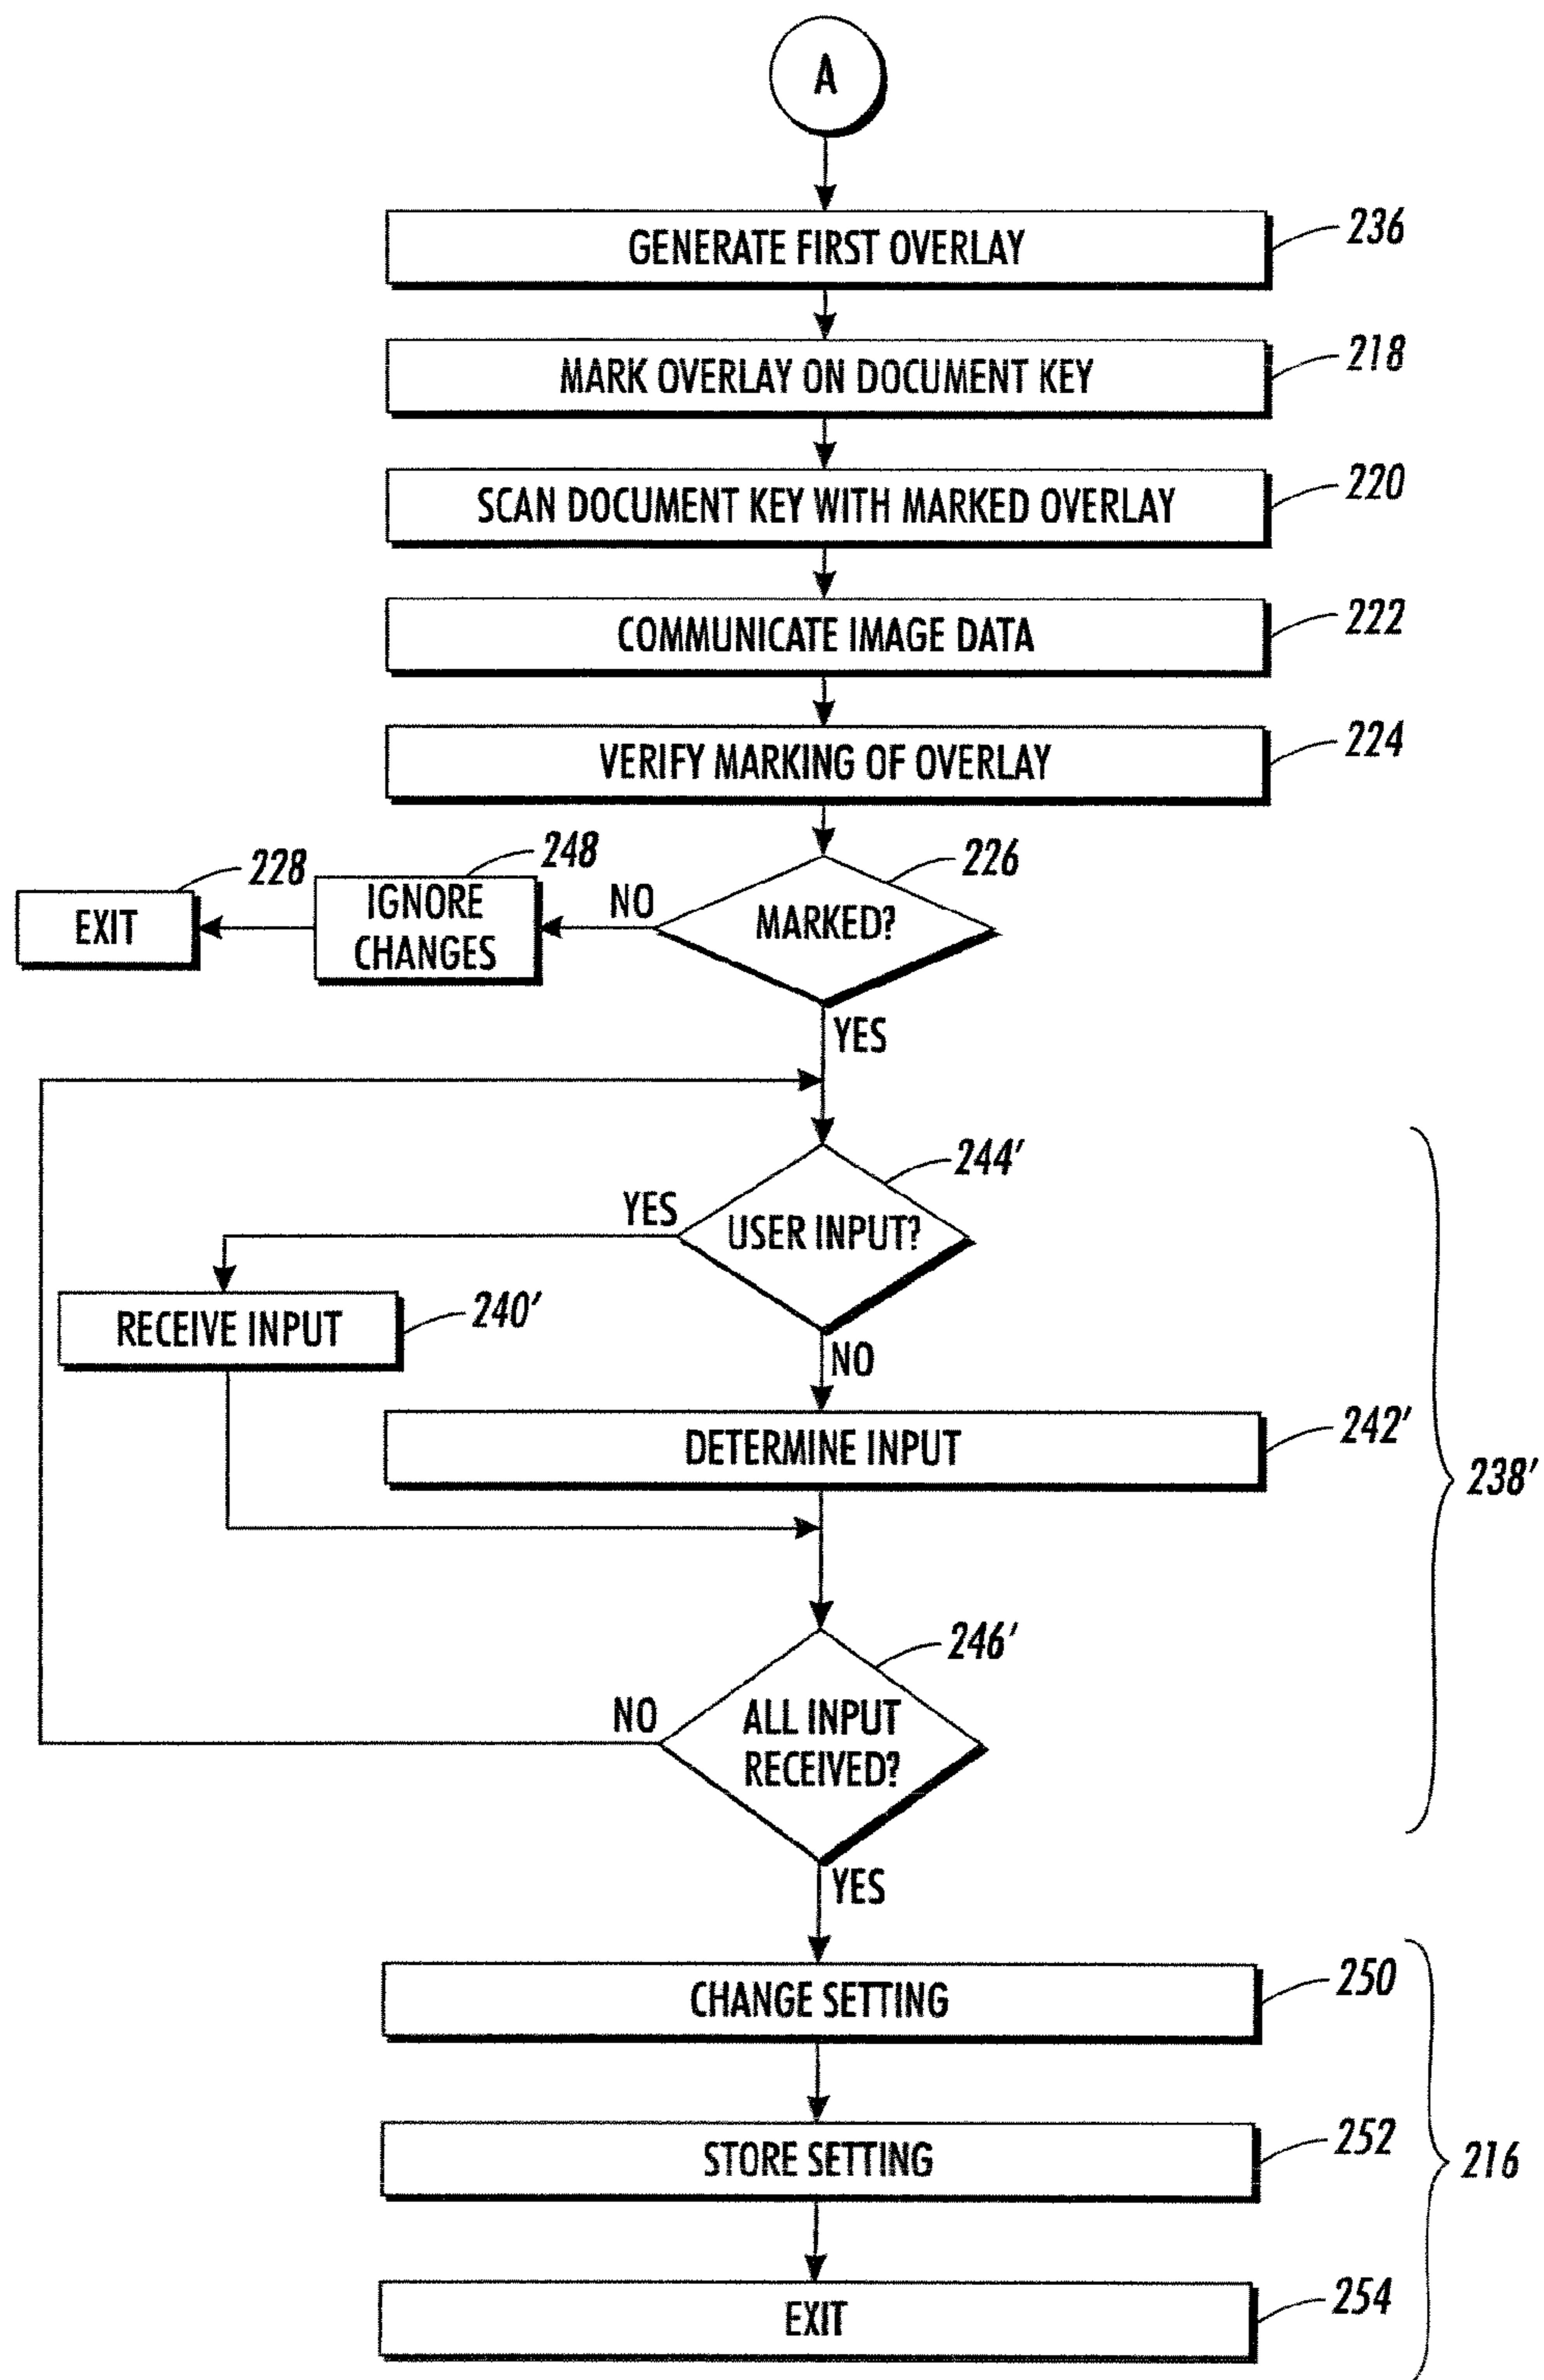 A
GENERATE FIRST OVERLAY
236
MARK OVERLAY ON DOCUMENT KEY
218
SCAN DOCUMENT KEY WITH MARKED OVERLAY
220
COMMUNICATE IMAGE DATA
222
VERIFY MARKING OF OVERLAY
224
MARKED?
226
NO
IGNORE
CHANGES
248
EXIT
228
YES
USER INPUT?
244'
YES
RECEIVE INPUT
240'
NO
DETERMINE INPUT
242'
238'
ALL INPUT
RECEIVED?
246'
NO
YES
CHANGE SETTING
250
STORE SETTING
252
216
EXIT
254